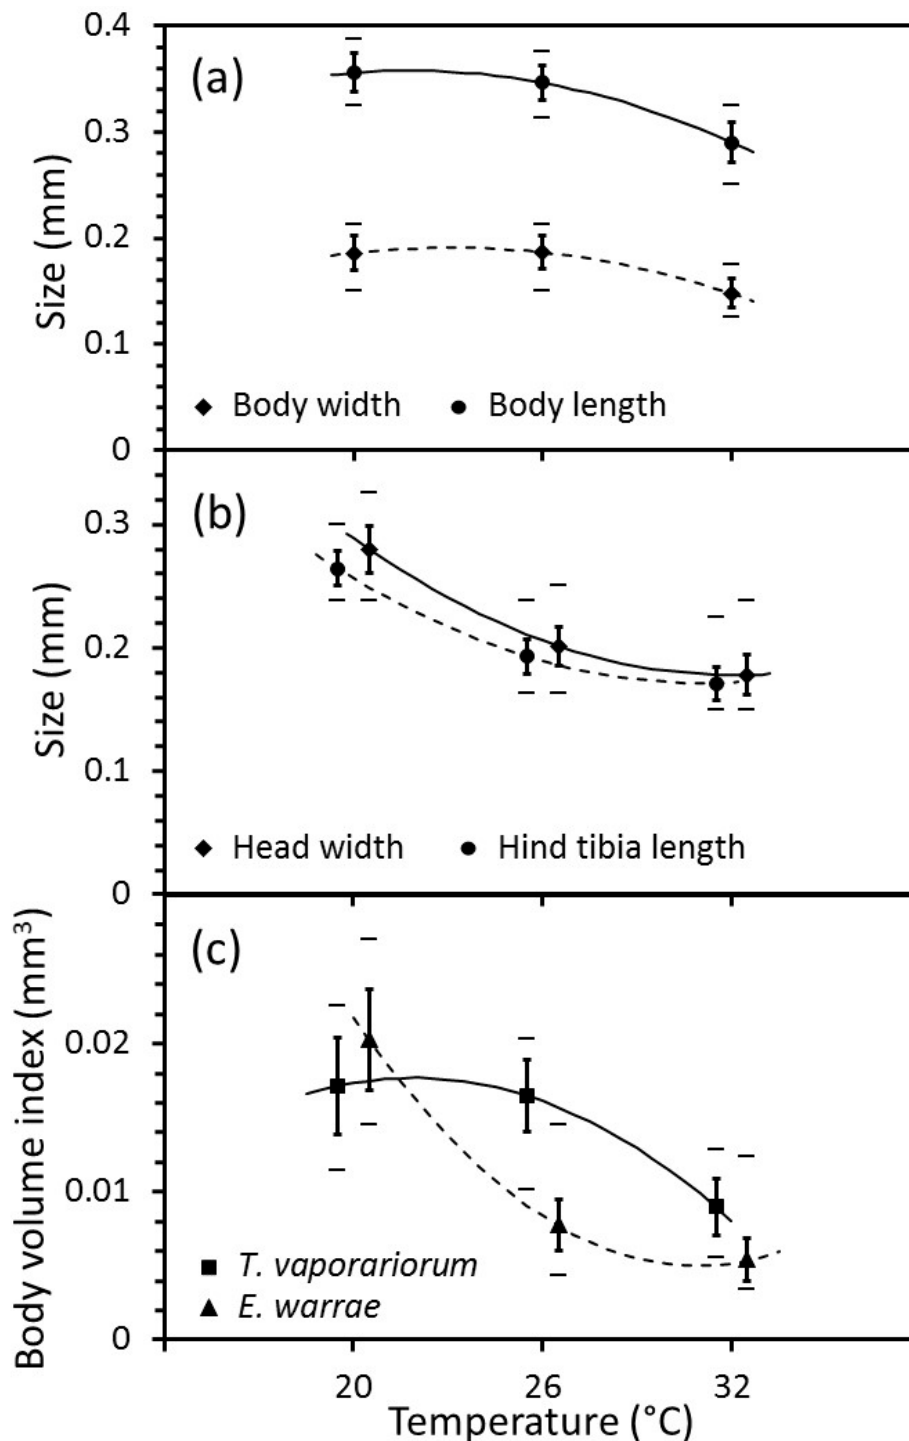 0.4
(a)
0.3
Size (mm)
0.2
0.1
Body width Body length
0
(b)
0.3
Size (mm)
0.2
0.1
Head width Hind tibia length
0
(c)
Body volume index (mm³)
0.02
0.01
T. vaporariorum
E. warrae
0
20 26 32
Temperature (°C)